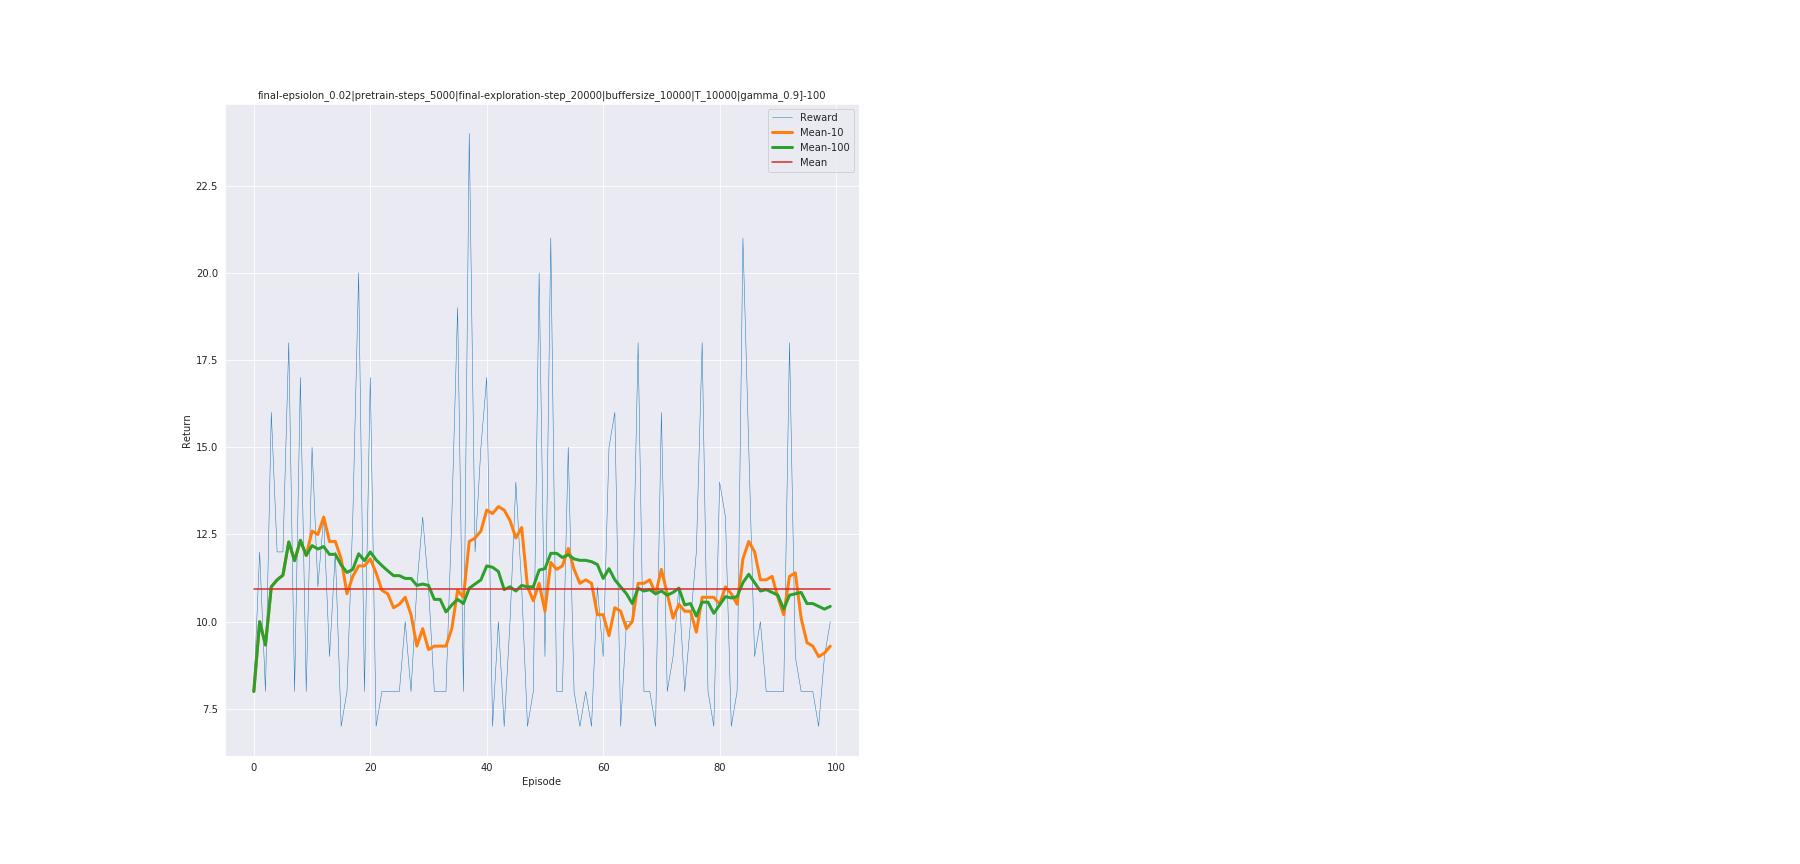 final-epsiolon_0.02|pretrain-steps_5000|final-exploration-step_20000|buffersize_10000|T_10000|gamma_0.9]-100
Reward
Mean-10
Mean-100
Mean
22.5
20.0
17.5
15.0
12.5
10.0
7.5
Return
0 20 40 60 80 100
Episode